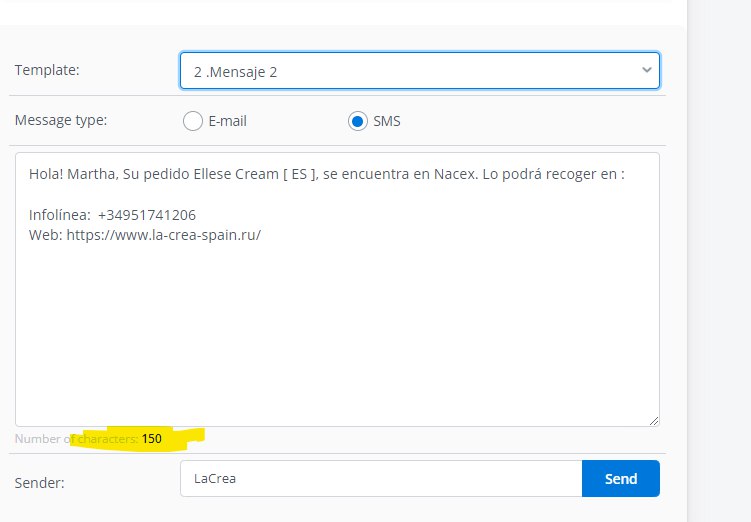 Template:
2 .Mensaje 2
Message type:
E-mail
SMS
Hola! Martha, Su pedido Ellese Cream [ ES ], se encuentra en Nacex. Lo podrá recoger en :
Infolínea:  +34951741206
Web: https://www.la-crea-spain.ru/
Number of characters: 150
Sender:
LaCrea
Send